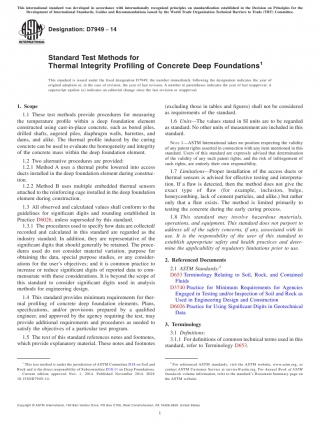 This international standard was developed in accordance with internationally recognized principles on standardization established in the Decision on Principles for the
Development of International Standards, Guides and Recommendations issued by the World Trade Organization Technical Barriers to Trade (TBT) Committee.
Designation: D7949 − 14
Standard Test Methods for
Thermal Integrity Profiling of Concrete Deep Foundations1
This standard is issued under the fixed designation D7949; the number immediately following the designation indicates the year of
original adoption or, in the case of revision, the year of last revision. A number in parentheses indicates the year of last reapproval. A
superscript epsilon (ε) indicates an editorial change since the last revision or reapproval.
1. Scope
1.1 These test methods provide procedures for measuring
the temperature profile within a deep foundation element
constructed using cast-in-place concrete, such as bored piles,
drilled shafts, augered piles, diaphragm walls, barrettes, and
dams, and alike. The thermal profile induced by the curing
concrete can be used to evaluate the homogeneity and integrity
of the concrete mass within the deep foundation element.
1.2 Two alternative procedures are provided:
1.2.1 Method A uses a thermal probe lowered into access
ducts installed in the deep foundation element during construc-
tion.
1.2.2 Method B uses multiple embedded thermal sensors
attached to the reinforcing cage installed in the deep foundation
element during construction.
1.3 All observed and calculated values shall conform to the
guidelines for significant digits and rounding established in
Practice D6026, unless superseded by this standard.
1.3.1 The procedures used to specify how data are collected
recorded and calculated in this standard are regarded as the
industry standard. In addition, they are representative of the
significant digits that should generally be retained. The proce-
dures used do not consider material variation, purpose for
obtaining the data, special purpose studies, or any consider-
ations for the user's objectives; and it is common practice to
increase or reduce significant digits of reported data to com-
mensurate with these considerations. It is beyond the scope of
this standard to consider significant digits used in analysis
methods for engineering design.
1.4 This standard provides minimum requirements for ther-
mal profiling of concrete deep foundation elements. Plans,
specifications, and/or provisions prepared by a qualified
engineer, and approved by the agency requiring the test, may
provide additional requirements and procedures as needed to
satisfy the objectives of a particular test program.
1.5 The text of this standard references notes and footnotes,
which provide explanatory material. These notes and footnotes
(excluding those in tables and figures) shall not be considered
as requirements of the standard.
1.6 Units—The values stated in SI units are to be regarded
as standard. No other units of measurement are included in this
standard.
NOTE 1—ASTM International takes no position respecting the validity
of any patent rights asserted in connection with any item mentioned in this
standard. Users of this standard are expressly advised that determination
of the validity of any such patent rights, and the risk of infringement of
such rights, are entirely their own responsibility.
1.7 Limitations—Proper installation of the access ducts or
thermal sensors is advised for effective testing and interpreta-
tion. If a flaw is detected, then the method does not give the
exact type of flaw (for example, inclusion, bulge,
honeycombing, lack of cement particles, and alike,) but rather
only that a flaw exists. The method is limited primarily to
testing the concrete during the early curing process.
1.8 This standard may involve hazardous materials,
operations, and equipment. This standard does not purport to
address all of the safety concerns, if any, associated with its
use. It is the responsibility of the user of this standard to
establish appropriate safety and health practices and deter-
mine the applicability of regulatory limitations prior to use.
2. Referenced Documents
2.1 ASTM Standards:2
D653 Terminology Relating to Soil, Rock, and Contained
Fluids
D3740 Practice for Minimum Requirements for Agencies
Engaged in Testing and/or Inspection of Soil and Rock as
Used in Engineering Design and Construction
D6026 Practice for Using Significant Digits in Geotechnical
Data
3. Terminology
3.1 Definitions:
3.1.1 For definitions of common technical terms used in this
standard, refer to Terminology D653.
1 This test method is under the jurisdiction of ASTM Committee D18 on Soil and
Rock and is the direct responsibility of Subcommittee D18.11 on Deep Foundations.
Current edition approved Nov. 1, 2014. Published November 2014. DOI:
10.1520/D7949-14.
2 For referenced ASTM standards, visit the ASTM website, www.astm.org, or
contact ASTM Customer Service at service@astm.org. For Annual Book of ASTM
Standards volume information, refer to the standard's Document Summary page on
the ASTM website.
Copyright © ASTM International, 100 Barr Harbor Drive, PO Box C700, West Conshohocken, PA 19428-2959. United States
1